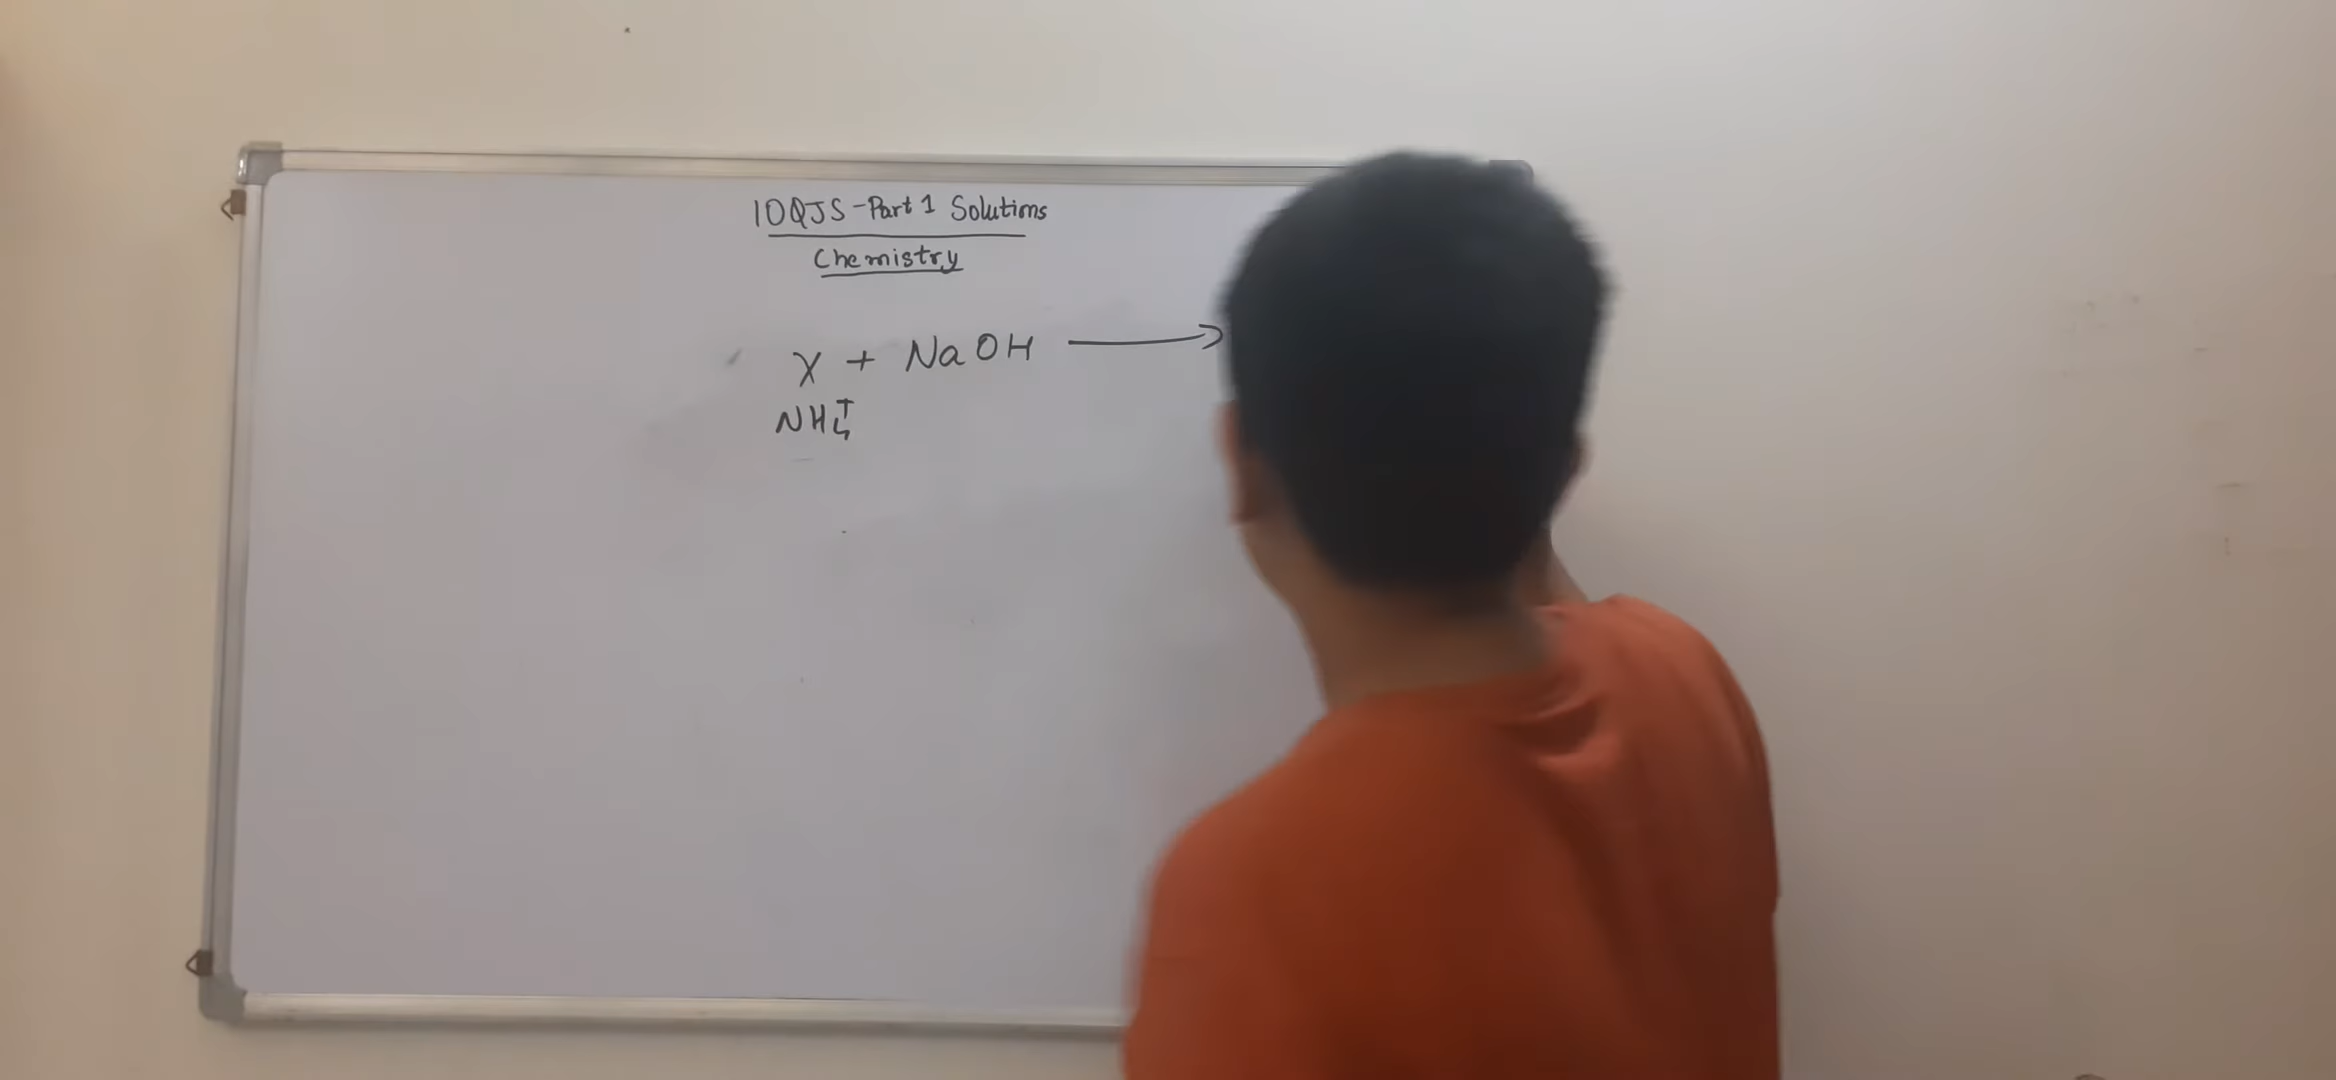 IOQJS - Part 1 Solutions
Chemistry
X + NaOH →
NH₄⁺